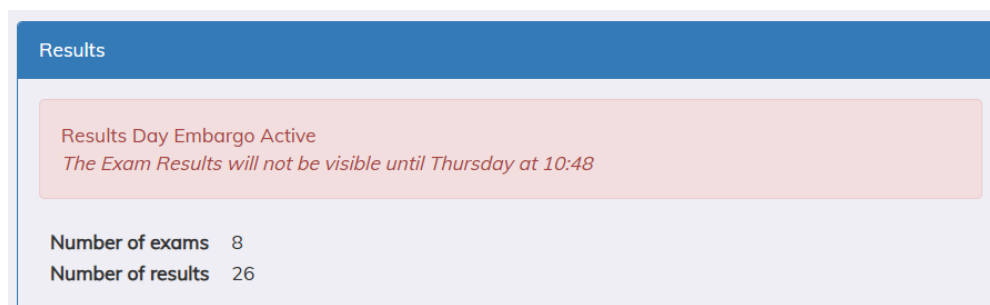 Results
Results Day Embargo Active
The Exam Results will not be visible until Thursday at 10:48
Number of exams 8
Number of results 26